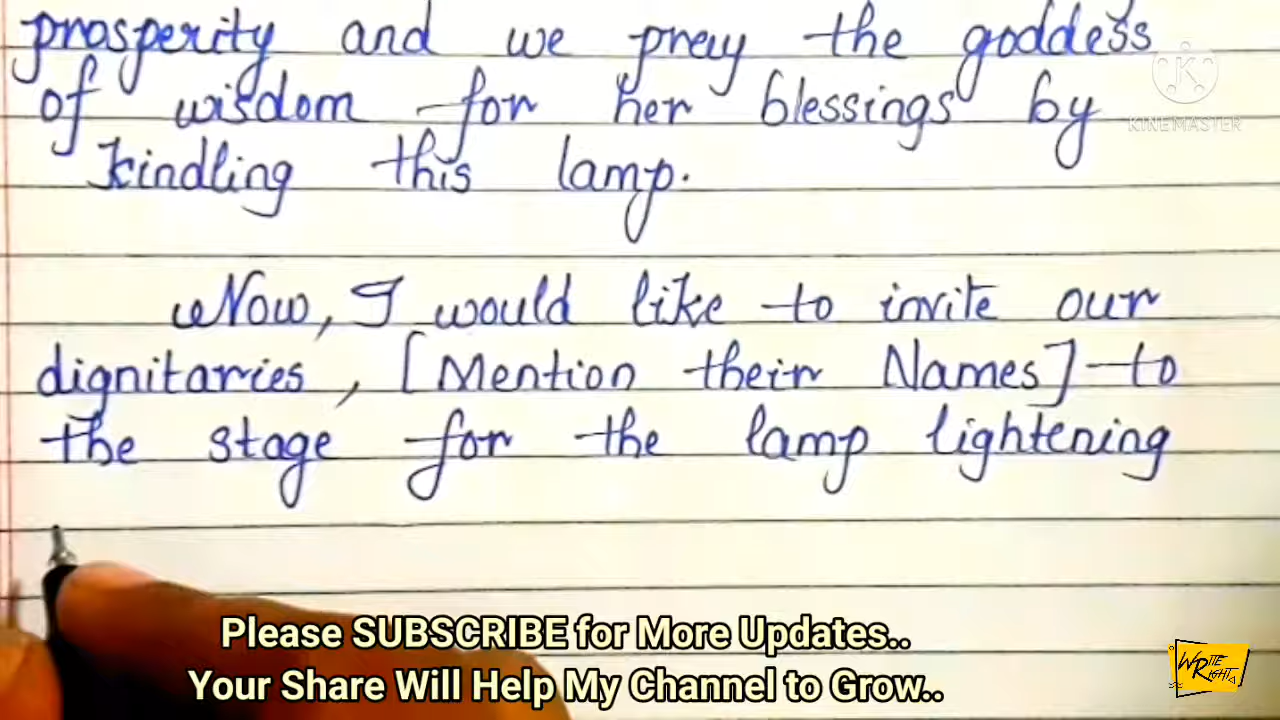 prosperity and we prey the goddess
of wisdom for her blessings by
kindling this lamp.
Now, I would like to invite our
dignitaries, [Mention their Names] to
the stage for the lamp lightening
Please SUBSCRIBE for More Updates..
Your Share Will Help My Channel to Grow..
K
KINEMASTER
WRITE
RIGHT